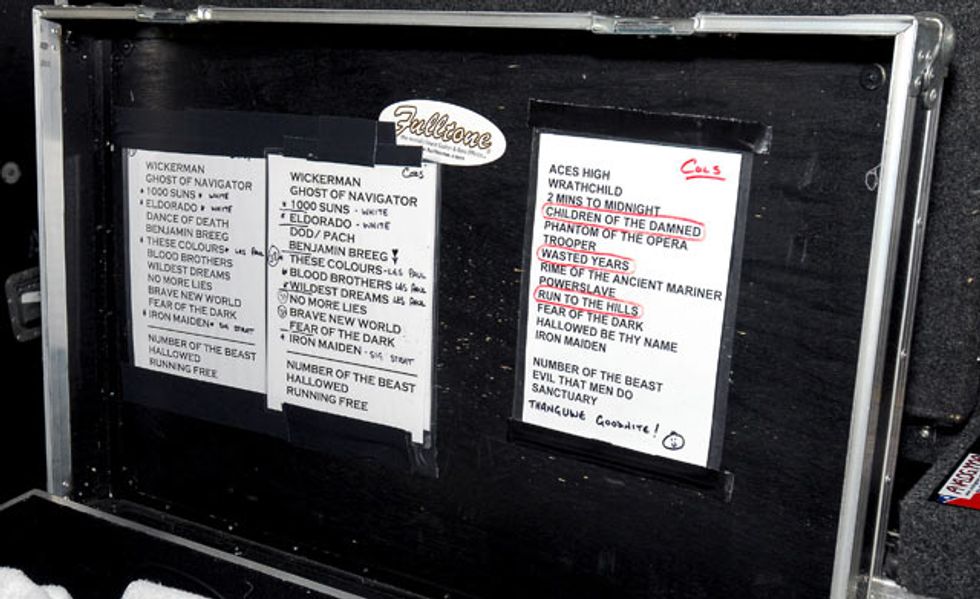 WICKERMAN
GHOST OF NAVIGATOR
* 1000 SUNS * WHITE
* ELDORADO * WHITE
DANCE OF DEATH
BENJAMIN BREEG
* THESE COLOURS * LES PAUL
BLOOD BROTHERS
WILDEST DREAMS
NO MORE LIES
BRAVE NEW WORLD
FEAR OF THE DARK
* IRON MAIDEN * SIG STRAT
NUMBER OF THE BEAST
HALLOWED
RUNNING FREE
COLS
WICKERMAN
GHOST OF NAVIGATOR
* 1000 SUNS - WHITE
* ELDORADO - WHITE
DOD/ PACH
BENJAMIN BREEG
* THESE COLOURS - LES PAUL
BLOOD BROTHERS LES PAUL
WILDEST DREAMS LES PAUL
NO MORE LIES
BRAVE NEW WORLD
FEAR OF THE DARK
* IRON MAIDEN - SIG STRAT
NUMBER OF THE BEAST
HALLOWED
RUNNING FREE
Fulltone
COLS
ACES HIGH
WRATHCHILD
2 MINS TO MIDNIGHT
CHILDREN OF THE DAMNED
PHANTOM OF THE OPERA
TROOPER
WASTED YEARS
RIME OF THE ANCIENT MARINER
POWERSLAVE
RUN TO THE HILLS
FEAR OF THE DARK
HALLOWED BE THY NAME
IRON MAIDEN
NUMBER OF THE BEAST
EVIL THAT MEN DO
SANCTUARY
THANGUWE GOODNITE!